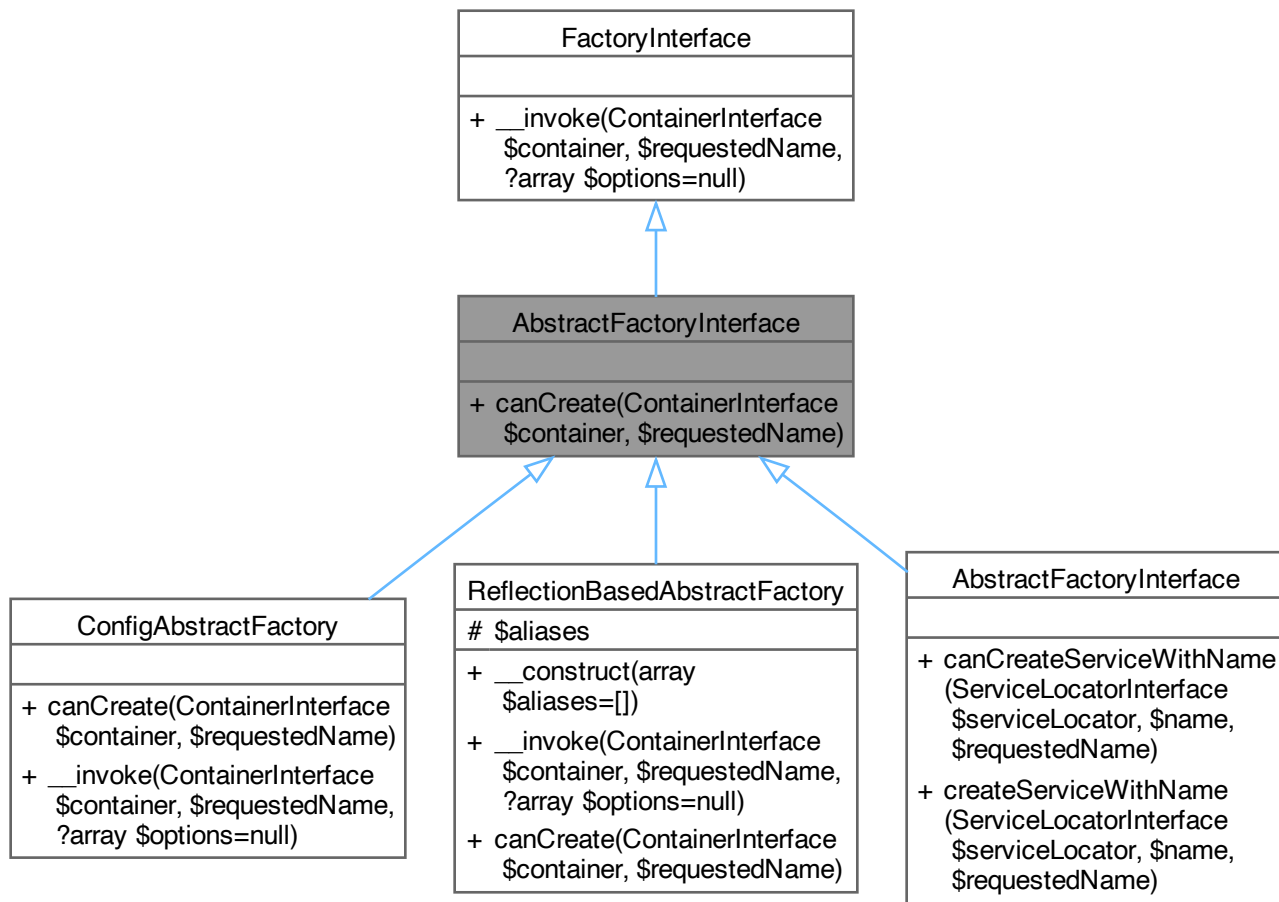 FactoryInterface
+ __invoke(ContainerInterface
$container, $requestedName,
?array $options=null)
AbstractFactoryInterface
+ canCreate(ContainerInterface
$container, $requestedName)
ConfigAbstractFactory
+ canCreate(ContainerInterface
$container, $requestedName)
+ __invoke(ContainerInterface
$container, $requestedName,
?array $options=null)
ReflectionBasedAbstractFactory
# $aliases
+ __construct(array
$aliases=[])
+ __invoke(ContainerInterface
$container, $requestedName,
?array $options=null)
+ canCreate(ContainerInterface
$container, $requestedName)
AbstractFactoryInterface
+ canCreateServiceWithName
(ServiceLocatorInterface
$serviceLocator, $name,
$requestedName)
+ createServiceWithName
(ServiceLocatorInterface
$serviceLocator, $name,
$requestedName)